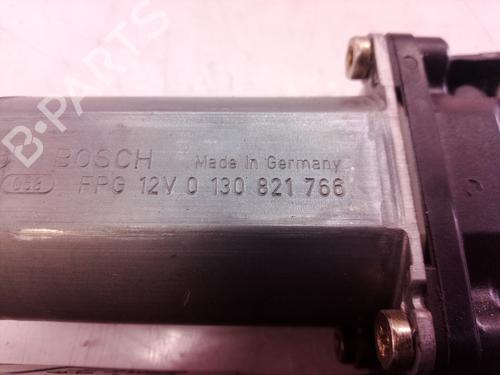 BOSCH Made in Germany
FPG 12V 0 130 821 766
B-PARTS